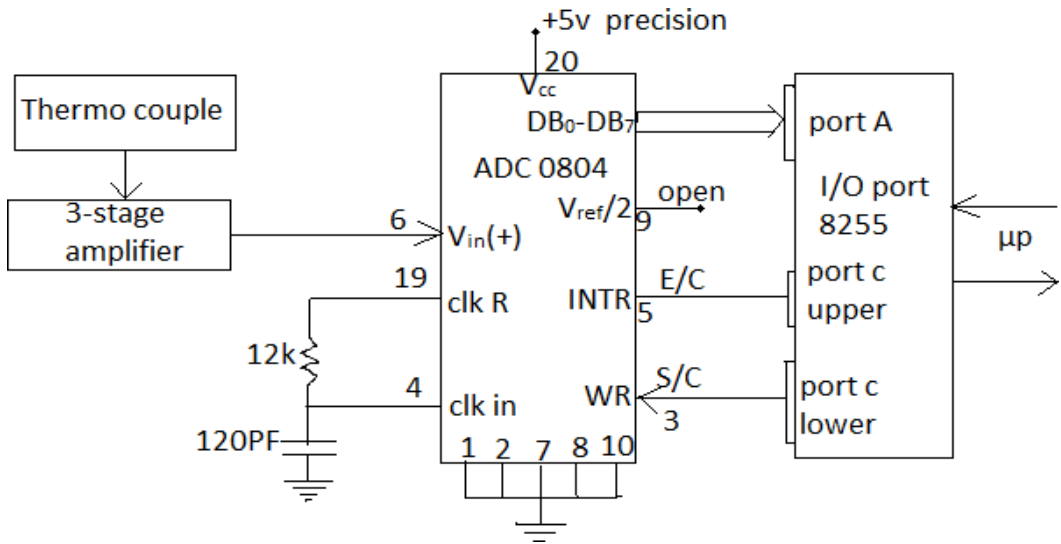 +5v precision
20
Vcc
Thermo couple
DB0-DB7
port A
ADC 0804
I/O port
8255
open
Vref/2
9
3-stage
amplifier
6
Vin(+)
μp
19
clk R
INTR
E/C
5
port c
upper
12k
4
clk in
WR
S/C
3
port c
lower
120PF
1 2 7 8 10